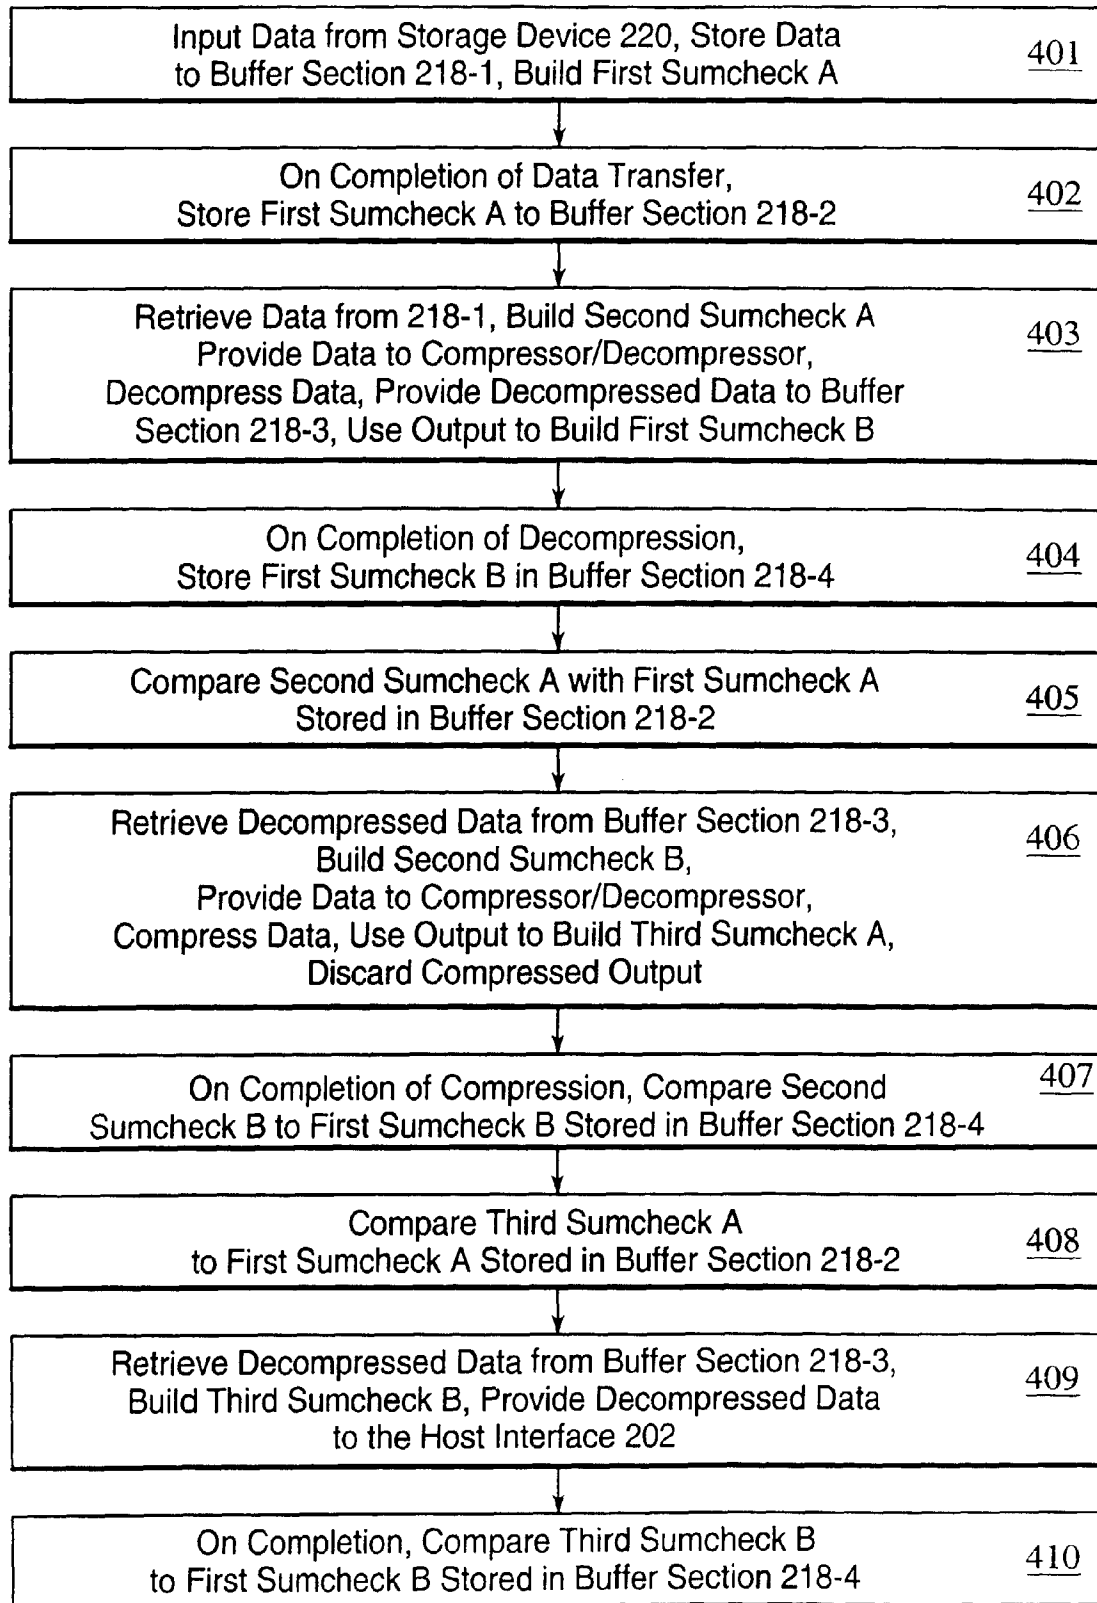 Input Data from Storage Device 220, Store Data
to Buffer Section 218-1, Build First Sumcheck A
401
On Completion of Data Transfer,
Store First Sumcheck A to Buffer Section 218-2
402
Retrieve Data from 218-1, Build Second Sumcheck A
Provide Data to Compressor/Decompressor,
Decompress Data, Provide Decompressed Data to Buffer
Section 218-3, Use Output to Build First Sumcheck B
403
On Completion of Decompression,
Store First Sumcheck B in Buffer Section 218-4
404
Compare Second Sumcheck A with First Sumcheck A
Stored in Buffer Section 218-2
405
Retrieve Decompressed Data from Buffer Section 218-3,
Build Second Sumcheck B,
Provide Data to Compressor/Decompressor,
Compress Data, Use Output to Build Third Sumcheck A,
Discard Compressed Output
406
On Completion of Compression, Compare Second
Sumcheck B to First Sumcheck B Stored in Buffer Section 218-4
407
Compare Third Sumcheck A
to First Sumcheck A Stored in Buffer Section 218-2
408
Retrieve Decompressed Data from Buffer Section 218-3,
Build Third Sumcheck B, Provide Decompressed Data
to the Host Interface 202
409
On Completion, Compare Third Sumcheck B
to First Sumcheck B Stored in Buffer Section 218-4
410